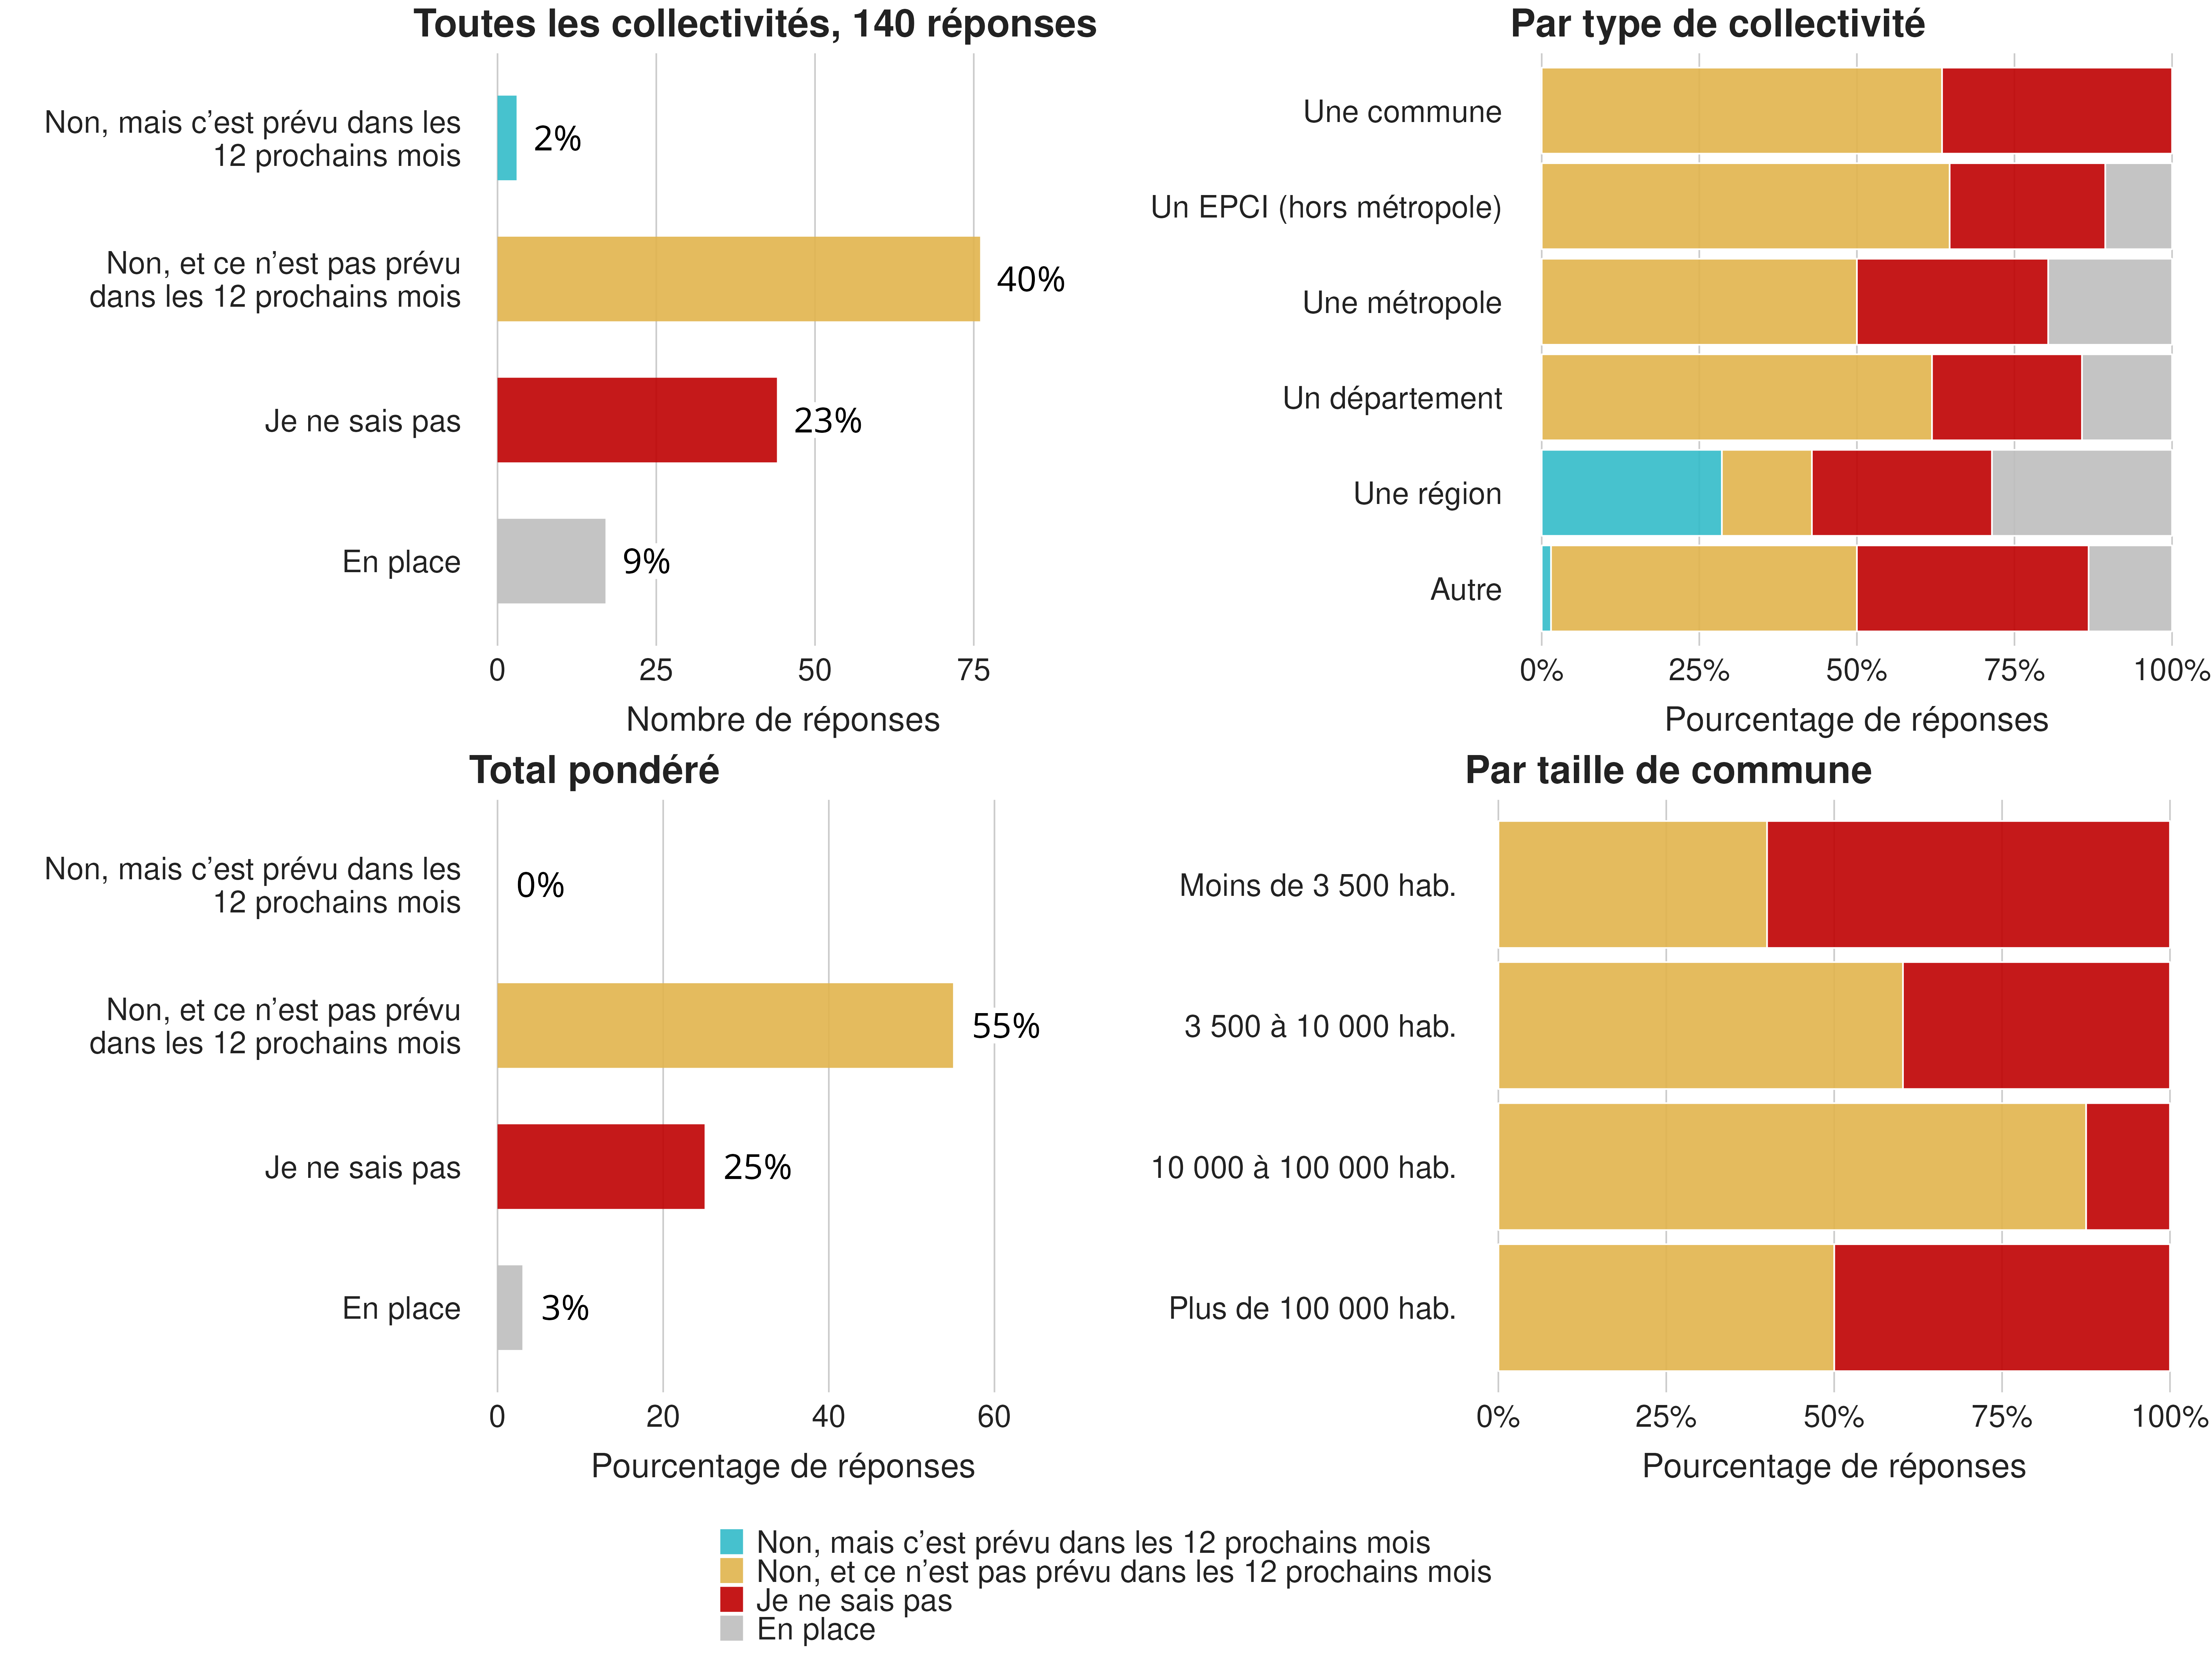 Toutes les collectivités, 140 réponses
Non, mais c’est prévu dans les
12 prochains mois
2%
Non, et ce n’est pas prévu
dans les 12 prochains mois
40%
Je ne sais pas
23%
En place
9%
0 25 50 75
Nombre de réponses
Par type de collectivité
Une commune
Un EPCI (hors métropole)
Une métropole
Un département
Une région
Autre
0% 25% 50% 75% 100%
Pourcentage de réponses
Total pondéré
Non, mais c’est prévu dans les
12 prochains mois
0%
Non, et ce n’est pas prévu
dans les 12 prochains mois
55%
Je ne sais pas
25%
En place
3%
0 20 40 60
Pourcentage de réponses
Par taille de commune
Moins de 3 500 hab.
3 500 à 10 000 hab.
10 000 à 100 000 hab.
Plus de 100 000 hab.
0% 25% 50% 75% 100%
Pourcentage de réponses
Non, mais c’est prévu dans les 12 prochains mois
Non, et ce n’est pas prévu dans les 12 prochains mois
Je ne sais pas
En place